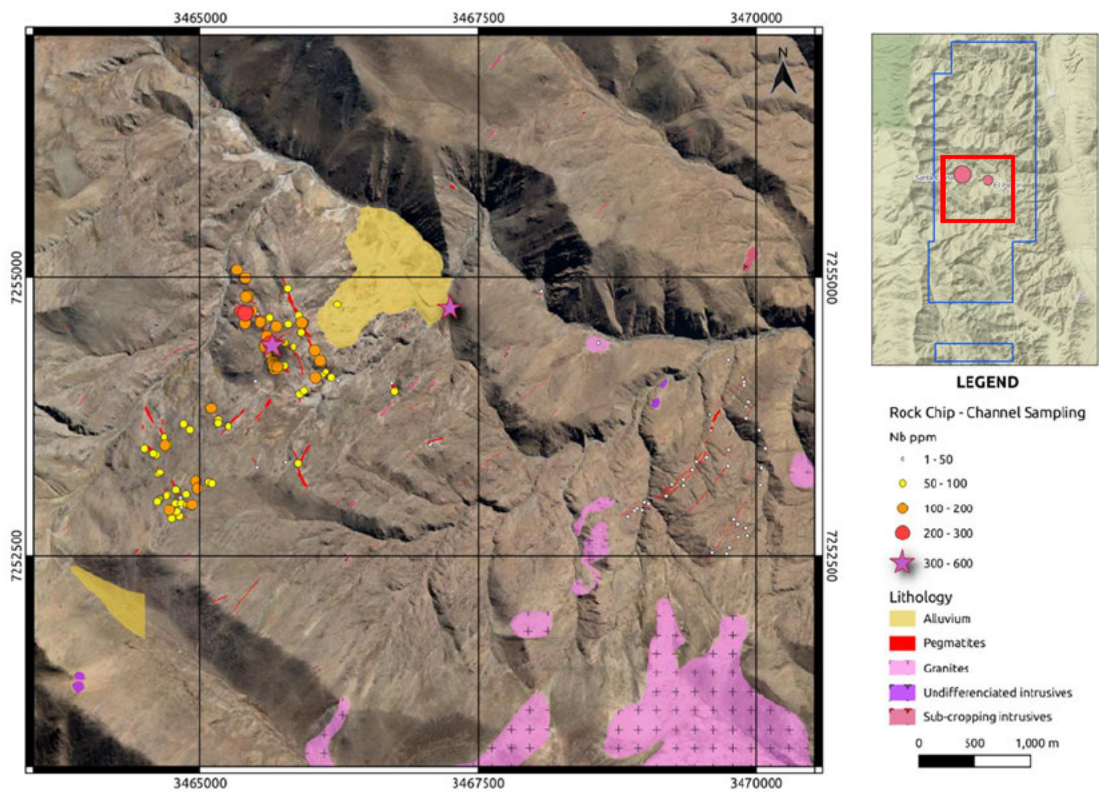 3465000 3467500 3470000
N
7255000 7255000
7252500 7252500
3465000 3467500 3470000
LEGEND
Rock Chip - Channel Sampling
Nb ppm
1 - 50
50 - 100
100 - 200
200 - 300
300 - 600
Lithology
Alluvium
Pegmatites
Granites
Undifferenciated intrusives
Sub-cropping intrusives
0 500 1,000 m